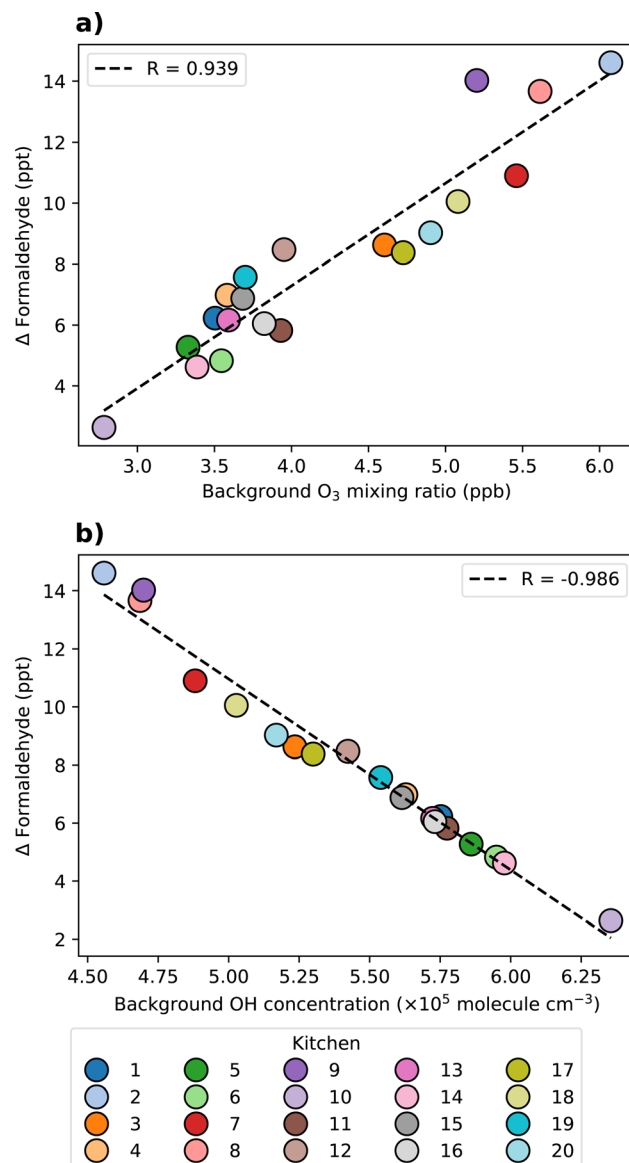 a)
R = 0.939
Δ Formaldehyde (ppt)
14
12
10
8
6
4
3.0 3.5 4.0 4.5 5.0 5.5 6.0
Background O₃ mixing ratio (ppb)
b)
R = -0.986
Δ Formaldehyde (ppt)
14
12
10
8
6
4
2
4.50 4.75 5.00 5.25 5.50 5.75 6.00 6.25
Background OH concentration (×10⁵ molecule cm⁻³)
Kitchen
1 5 9 13 17
2 6 10 14 18
3 7 11 15 19
4 8 12 16 20